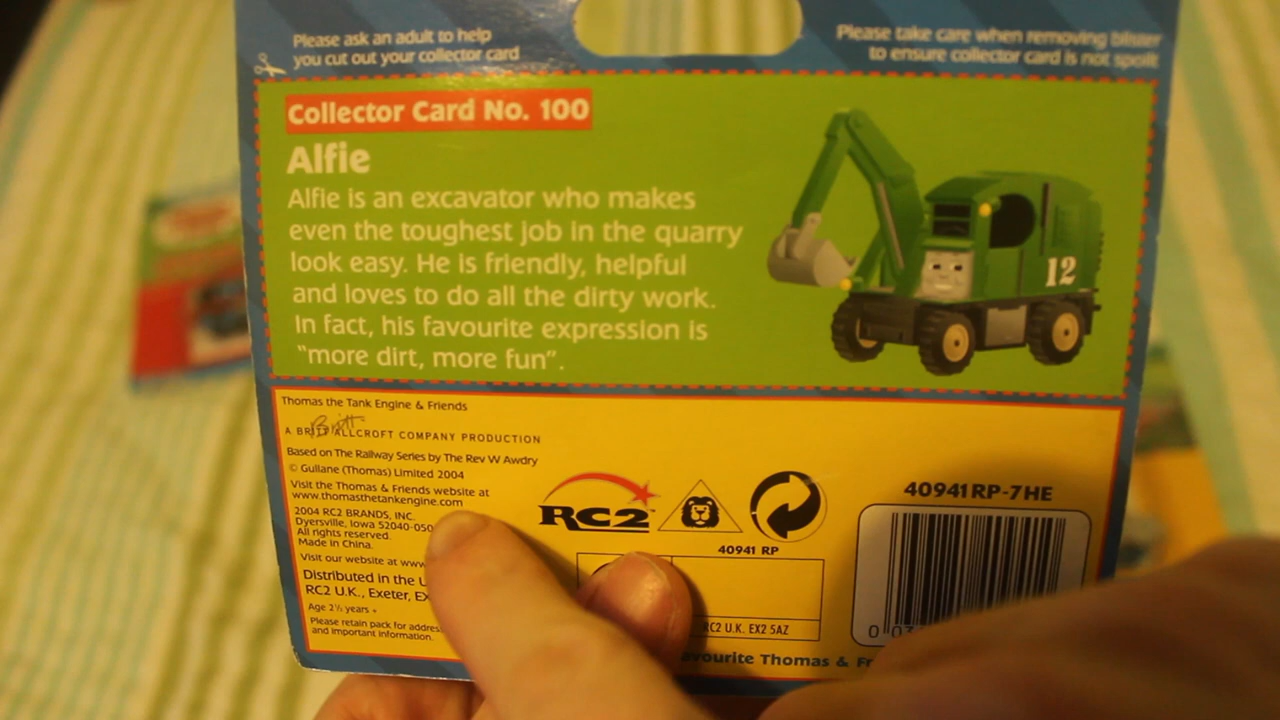 Please ask an adult to help
you cut out your collector card
Please take care when removing blister
to ensure collector card is not spoilt
Collector Card No. 100
Alfie
Alfie is an excavator who makes
even the toughest job in the quarry
look easy. He is friendly, helpful
and loves to do all the dirty work.
In fact, his favourite expression is
"more dirt, more fun".
12
Thomas the Tank Engine & Friends
A BRITT ALLCROFT COMPANY PRODUCTION
Based on The Railway Series by The Rev W Awdry
© Gullane (Thomas) Limited 2004
Visit the Thomas & Friends website at
www.thomasthetankengine.com
2004 RC2 BRANDS, INC.
Dyersville, Iowa 52040-050
All rights reserved.
Made in China.
Visit our website at www
Distributed in the U
RC2 U.K., Exeter, EX
Age 2½ years +
Please retain pack for addres
and important information.
RC2
40941 RP
RC2 U.K. EX2 5AZ
40941RP-7HE
0 03
avourite Thomas & Fr